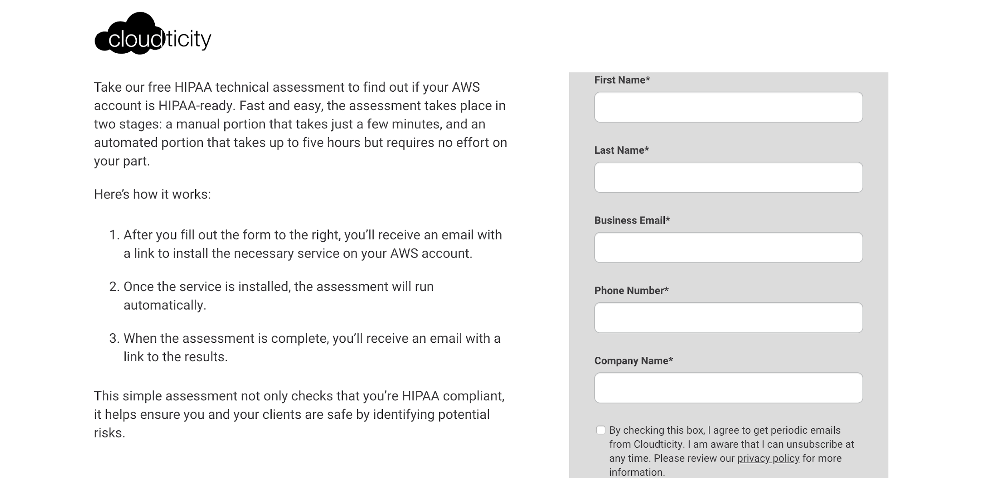 cloudticity
Take our free HIPAA technical assessment to find out if your AWS
account is HIPAA-ready. Fast and easy, the assessment takes place in
two stages: a manual portion that takes just a few minutes, and an
automated portion that takes up to five hours but requires no effort on
your part.
Here’s how it works:
1. After you fill out the form to the right, you’ll receive an email with
a link to install the necessary service on your AWS account.
2. Once the service is installed, the assessment will run
automatically.
3. When the assessment is complete, you’ll receive an email with a
link to the results.
This simple assessment not only checks that you’re HIPAA compliant,
it helps ensure you and your clients are safe by identifying potential
risks.
First Name*
Last Name*
Business Email*
Phone Number*
Company Name*
By checking this box, I agree to get periodic emails
from Cloudticity. I am aware that I can unsubscribe at
any time. Please review our privacy policy for more
information.